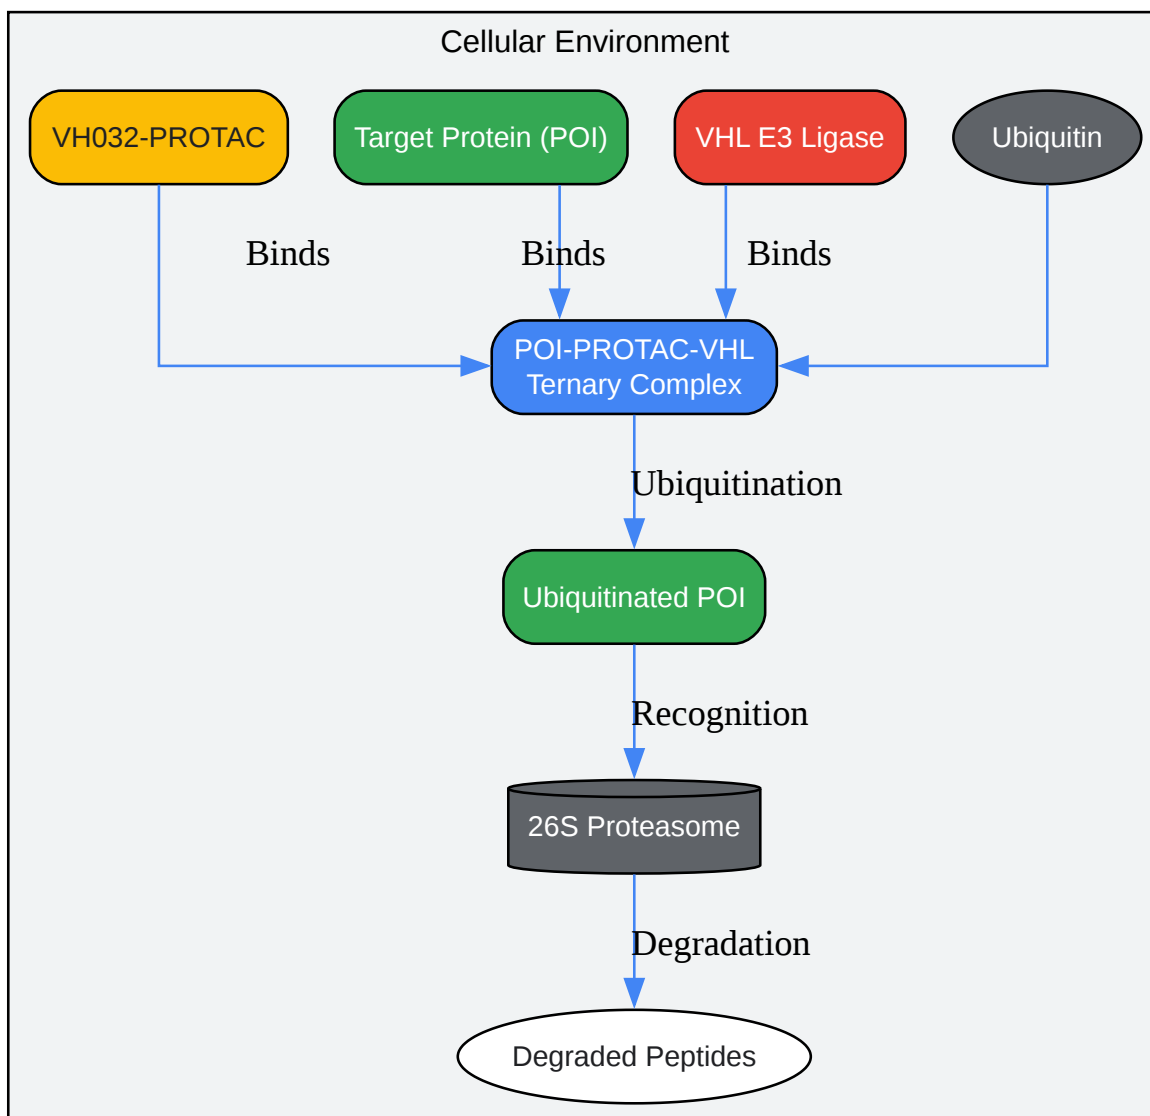 Cellular Environment
VH032-PROTAC
Target Protein (POI)
VHL E3 Ligase
Ubiquitin
Binds
Binds
Binds
POI-PROTAC-VHL
Ternary Complex
Ubiquitination
Ubiquitinated POI
Recognition
26S Proteasome
Degradation
Degraded Peptides